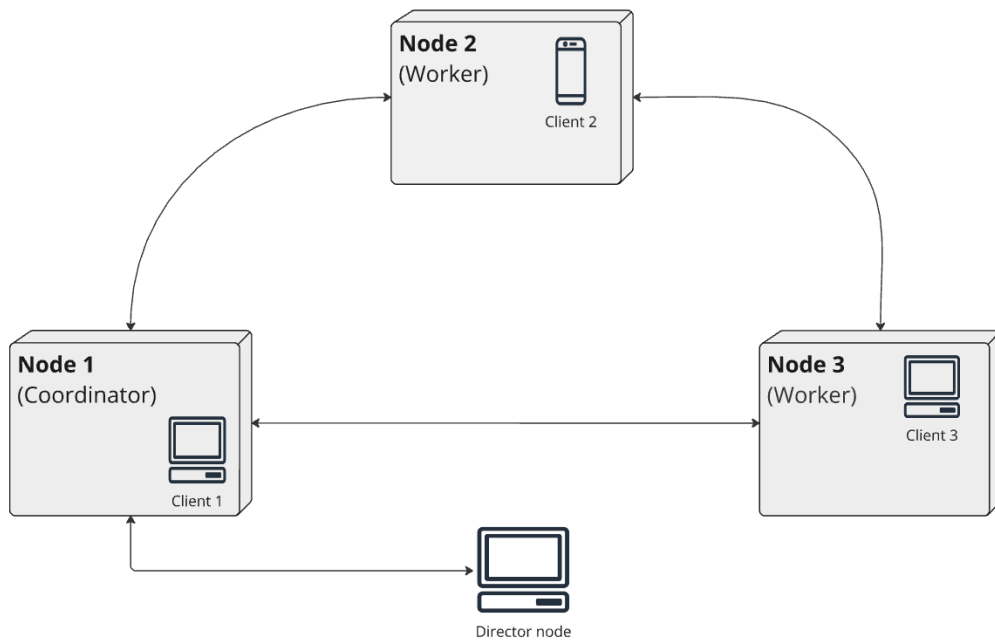 Node 2
(Worker)
Client 2
Node 1
(Coordinator)
Client 1
Node 3
(Worker)
Client 3
Director node